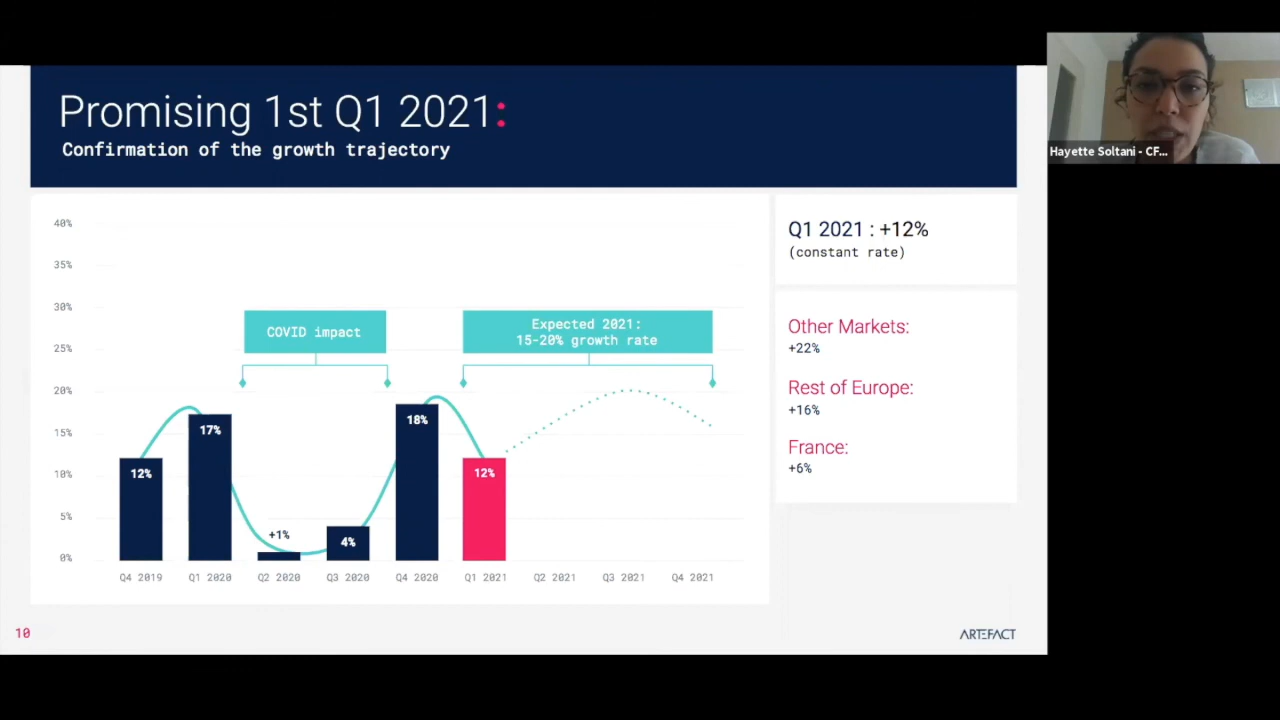 Promising 1st Q1 2021:
Confirmation of the growth trajectory
40%
35%
30%
25%
20%
15%
10%
5%
0%
COVID impact
Expected 2021:
15-20% growth rate
12%
17%
+1%
4%
18%
12%
Q4 2019
Q1 2020
Q2 2020
Q3 2020
Q4 2020
Q1 2021
Q2 2021
Q3 2021
Q4 2021
Q1 2021 : +12%
(constant rate)
Other Markets:
+22%
Rest of Europe:
+16%
France:
+6%
Hayette Soltani - CF...
10
ARTEFACT